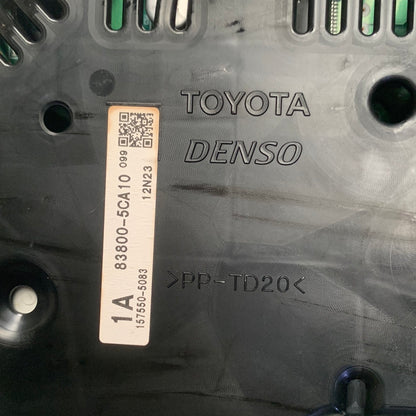 TOYOTA
DENSO
>PP-TD20<
1A
83800-5CA10 099
157550-5083
12N23